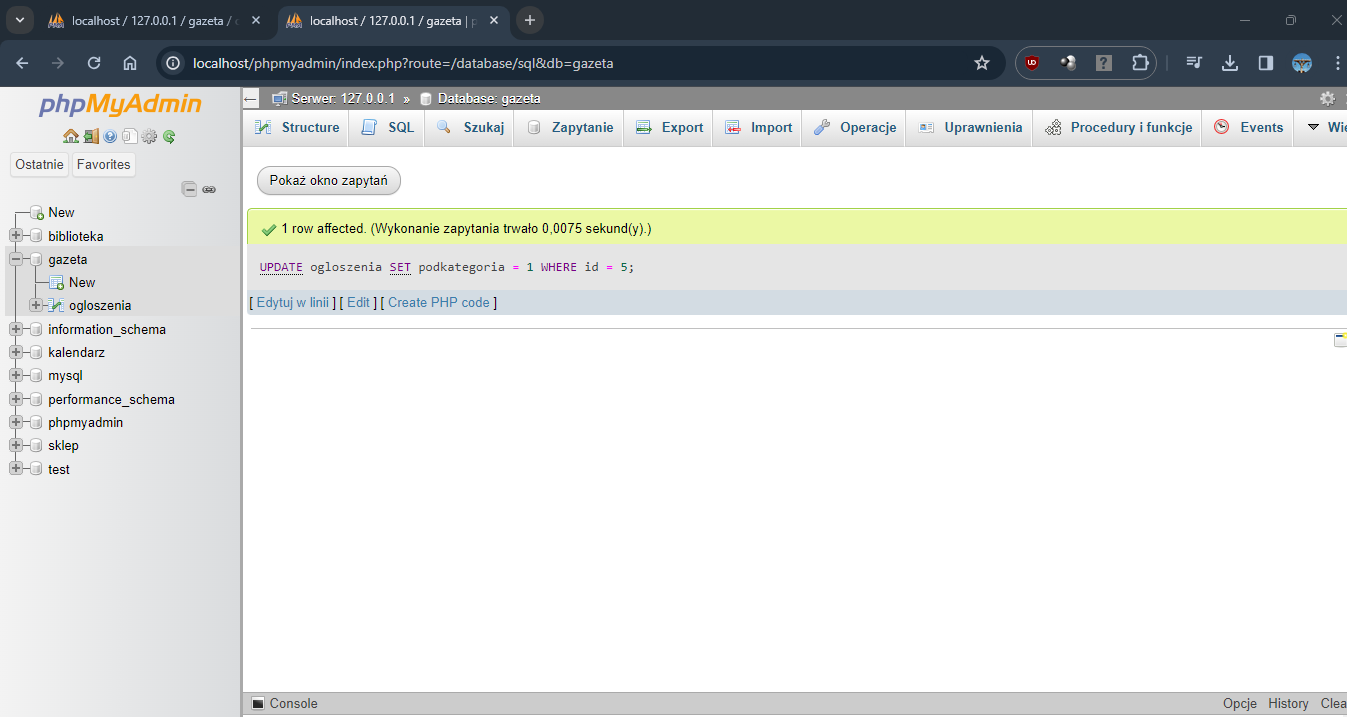 localhost / 127.0.0.1 / gazeta /
localhost / 127.0.0.1 / gazeta | p
localhost/phpmyadmin/index.php?route=/database/sql&db=gazeta
phpMyAdmin
Ostatnie Favorites
New
biblioteka
gazeta
New
ogloszenia
information_schema
kalendarz
mysql
performance_schema
phpmyadmin
sklep
test
Serwer: 127.0.0.1 » Database: gazeta
Structure SQL Szukaj Zapytanie Export Import Operacje Uprawnienia Procedury i funkcje Events Wię
Pokaż okno zapytań
1 row affected. (Wykonanie zapytania trwało 0,0075 sekund(y).)
UPDATE ogloszenia SET podkategoria = 1 WHERE id = 5;
[ Edytuj w linii ] [ Edit ] [ Create PHP code ]
Console Opcje History Clea